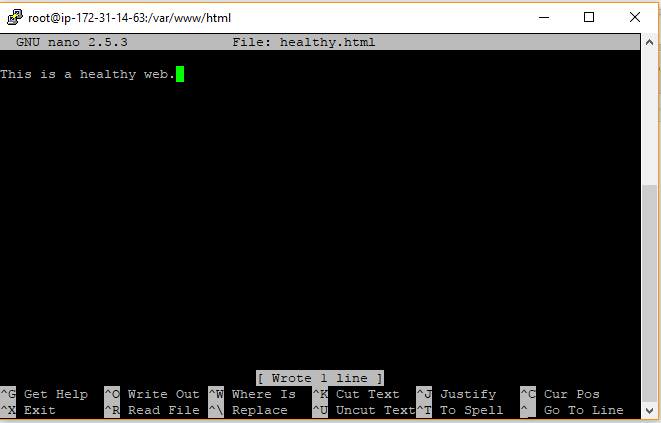 root@ip-172-31-14-63:/var/www/html
GNU nano 2.5.3 File: healthy.html
This is a healthy web.
[ Wrote 1 line ]
^G Get Help ^O Write Out ^W Where Is ^K Cut Text ^J Justify ^C Cur Pos
^X Exit ^R Read File ^\ Replace ^U Uncut Text ^T To Spell ^_ Go To Line